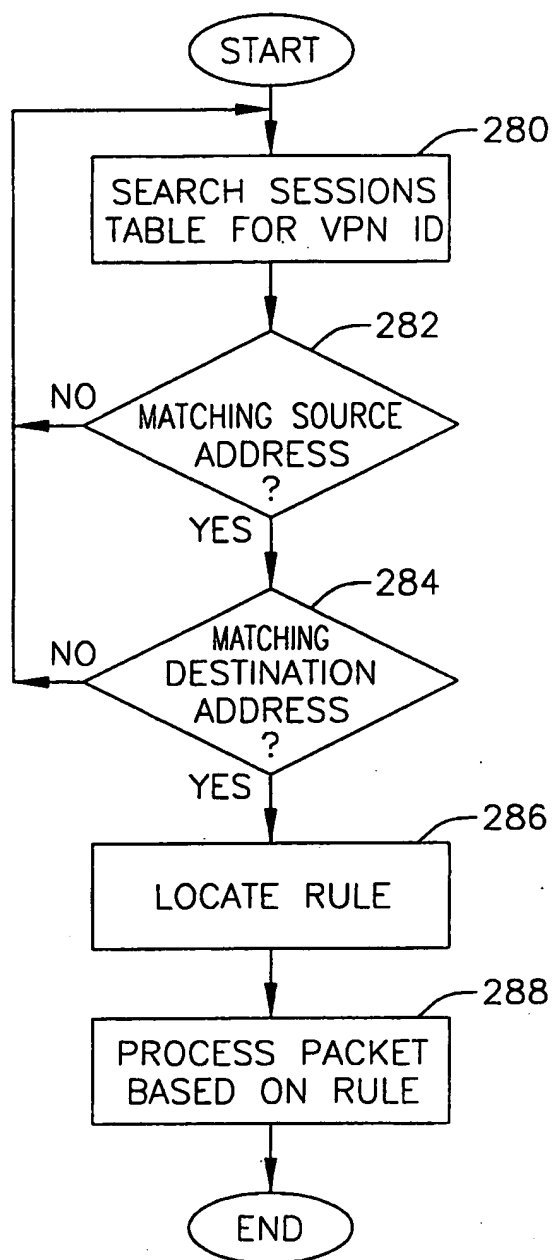 START
280
SEARCH SESSIONS
TABLE FOR VPN ID
282
NO
MATCHING SOURCE
ADDRESS
?
YES
284
NO
MATCHING
DESTINATION
ADDRESS
?
YES
286
LOCATE RULE
288
PROCESS PACKET
BASED ON RULE
END